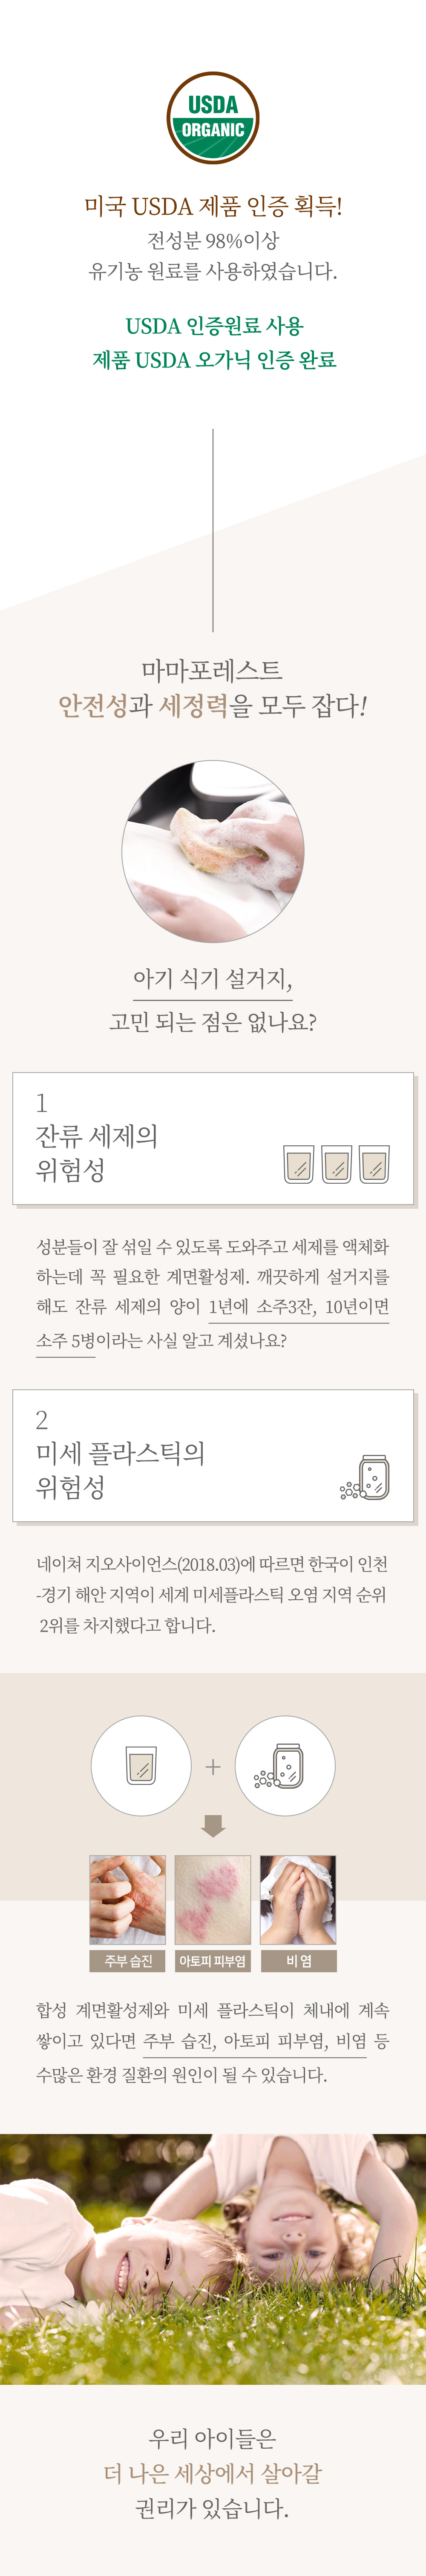 USDA
ORGANIC
미국 USDA 제품 인증 획득!
전성분 98%이상
유기농 원료를 사용하였습니다.
USDA 인증원료 사용
제품 USDA 오가닉 인증 완료
마마포레스트
안전성과 세정력을 모두 잡다!
아기 식기 설거지,
고민 되는 점은 없나요?
1
잔류 세제의
위험성
성분들이 잘 섞일 수 있도록 도와주고 세제를 액체화
하는데 꼭 필요한 계면활성제. 깨끗하게 설거지를
해도 잔류 세제의 양이 1년에 소주3잔, 10년이면
소주 5병이라는 사실 알고 계셨나요?
2
미세 플라스틱의
위험성
네이쳐 지오사이언스(2018.03)에 따르면 한국이 인천
-경기 해안 지역이 세계 미세플라스틱 오염 지역 순위
2위를 차지했다고 합니다.
+
주부 습진
아토피 피부염
비 염
합성 계면활성제와 미세 플라스틱이 체내에 계속
쌓이고 있다면 주부 습진, 아토피 피부염, 비염 등
수많은 환경 질환의 원인이 될 수 있습니다.
우리 아이들은
더 나은 세상에서 살아갈
권리가 있습니다.